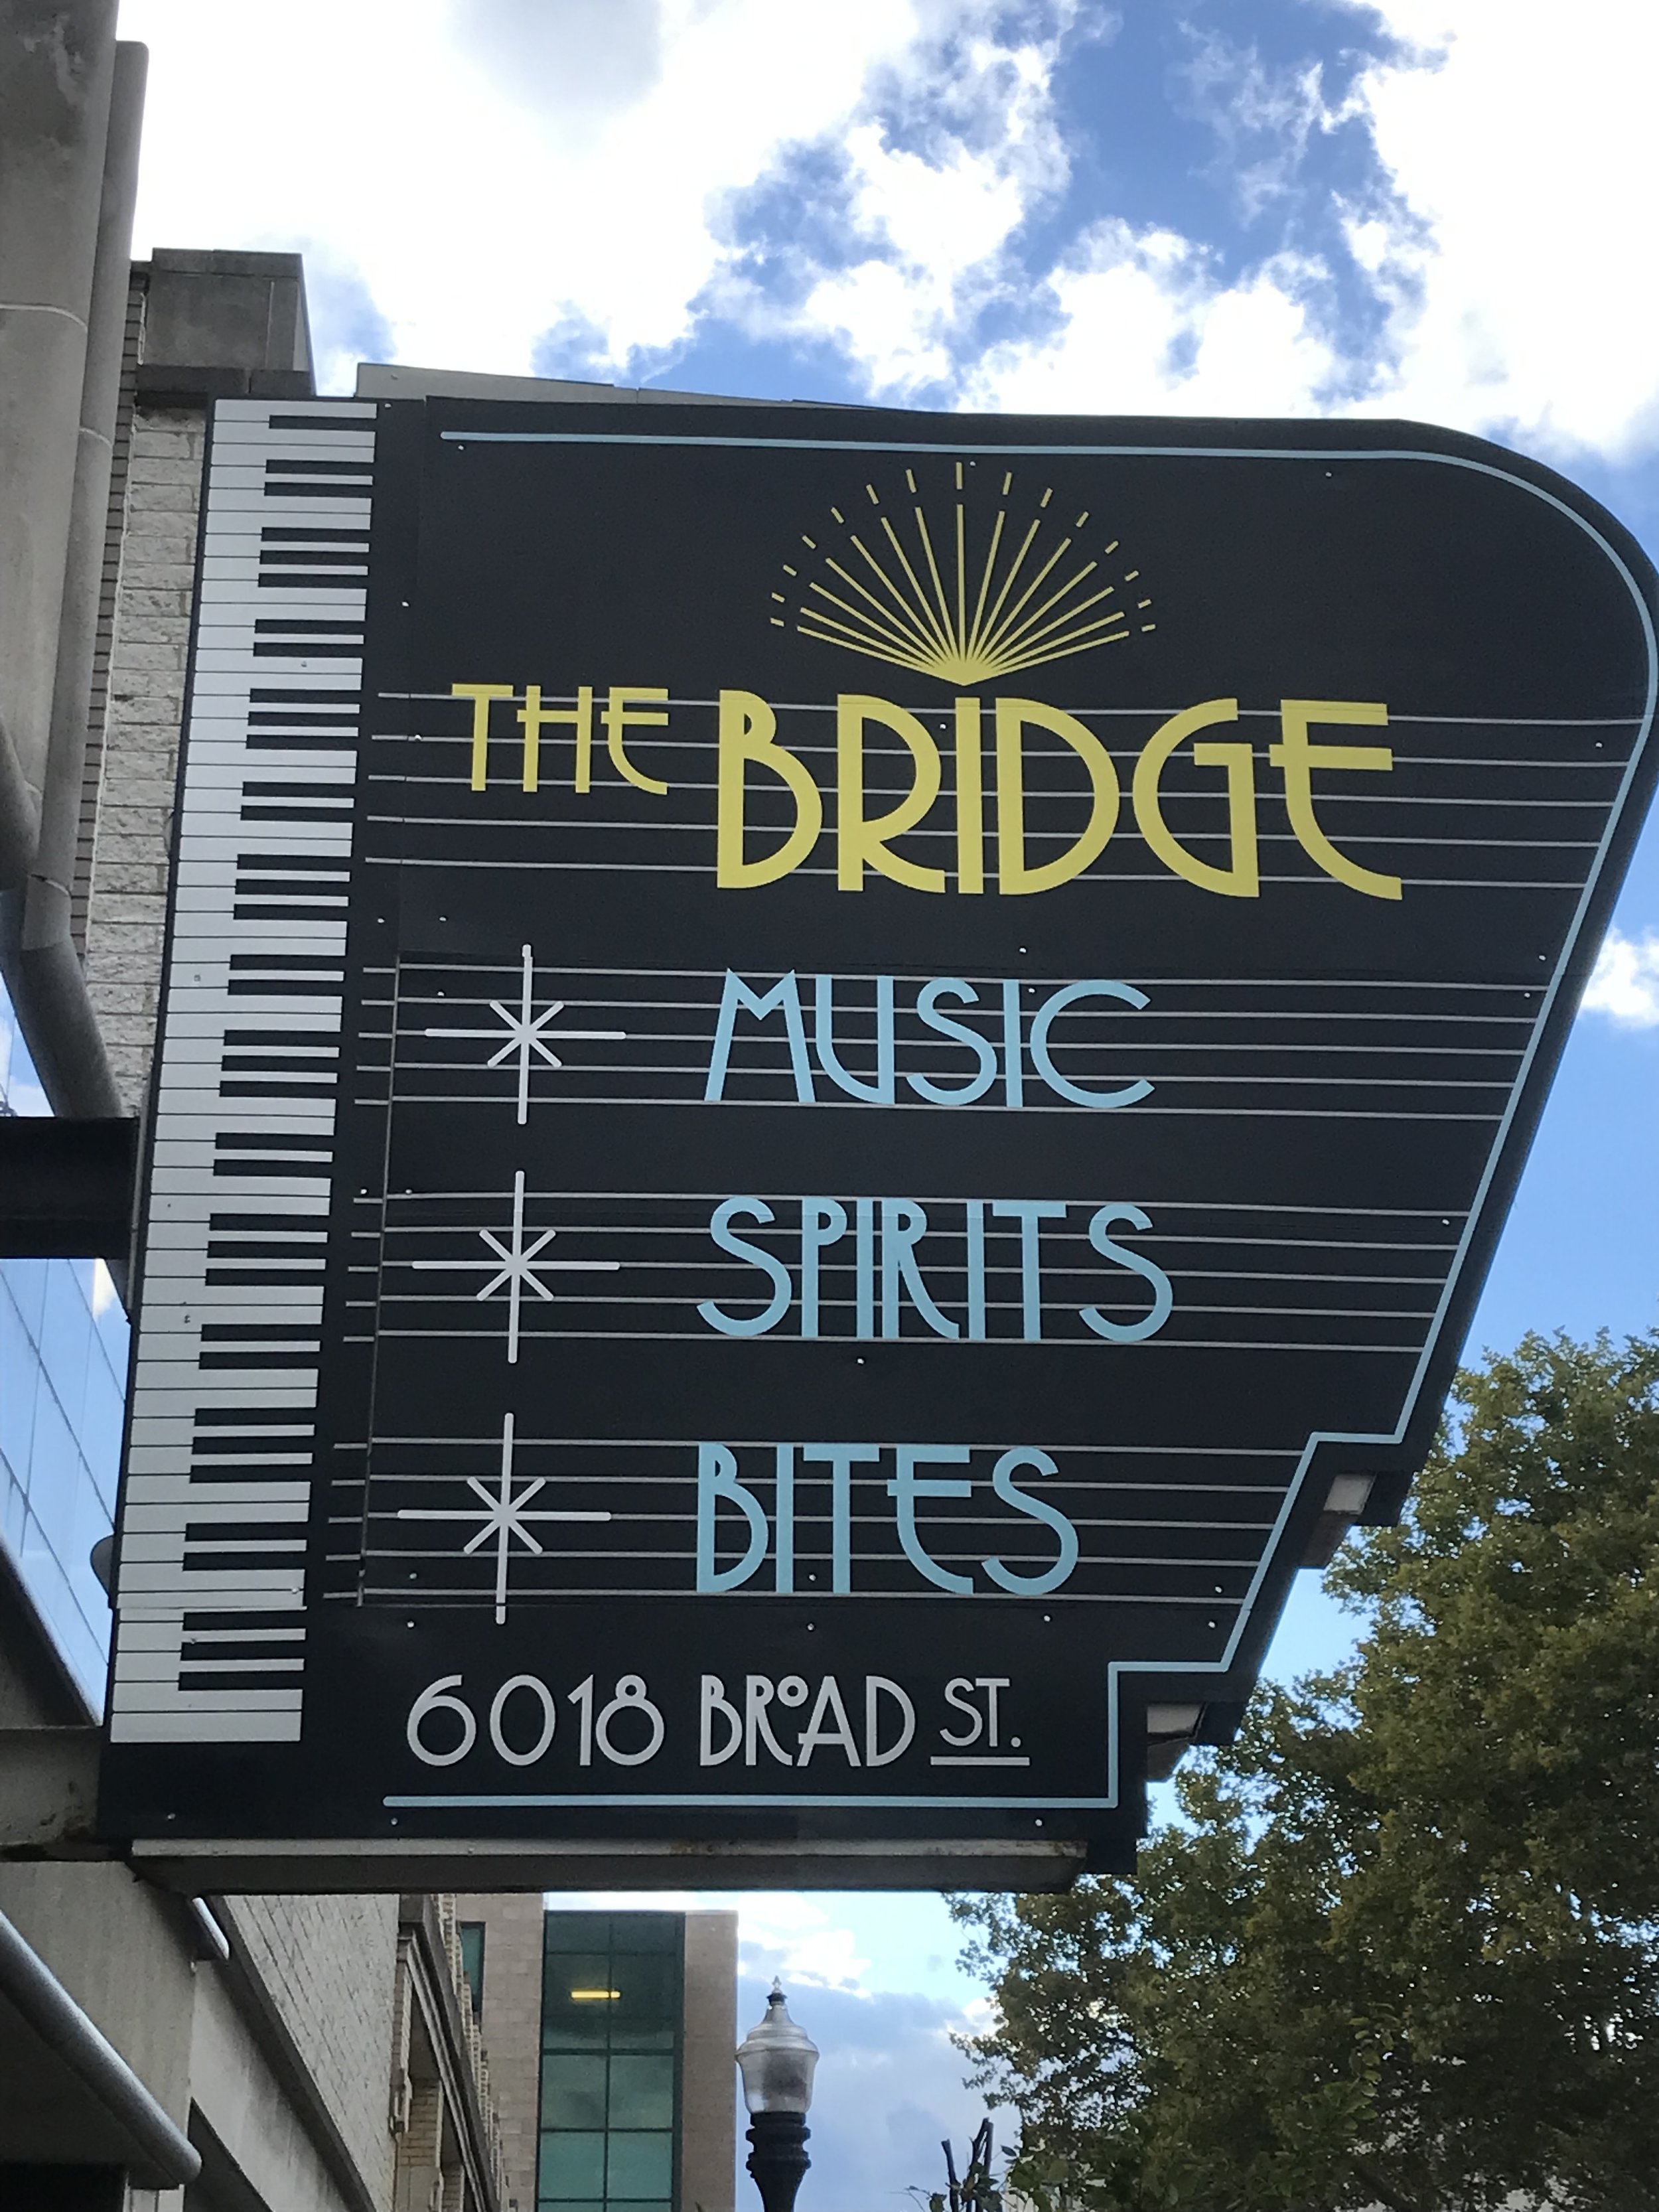 THE BRIDGE
MUSIC
SPIRITS
BITES
6018 BROAD ST.